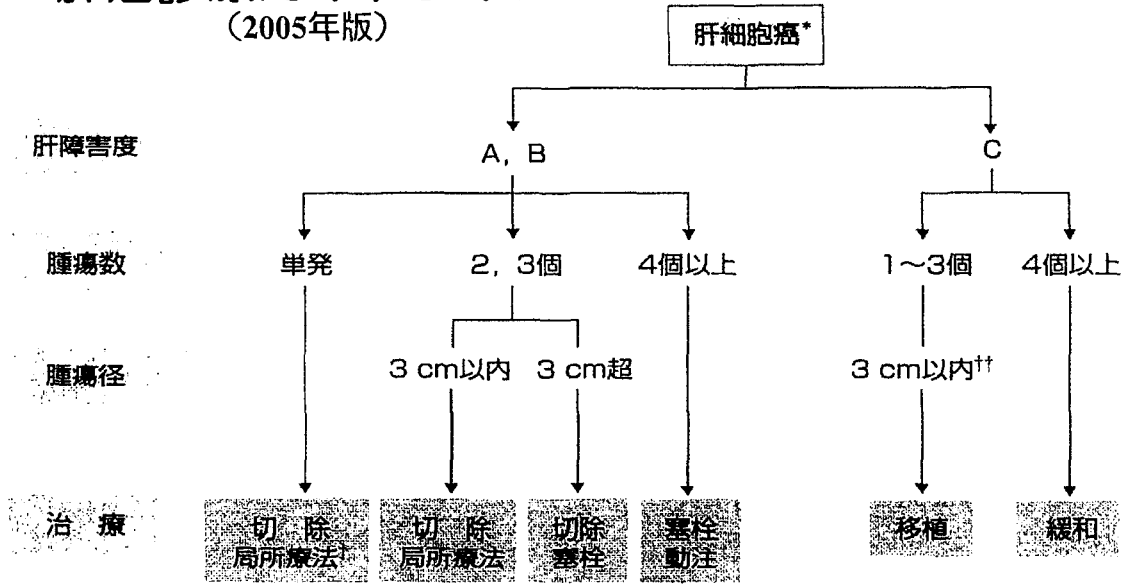 （2005年版）
肝細胞癌*
肝障害度
A，B
C
腫瘍数
単発
2，3個
4個以上
1～3個
4個以上
腫瘍径
3 cm以内
3 cm超
3 cm以内††
治 療
切 除
局所療法†
切 除
局所療法
切除
塞栓
塞栓
動注
移植
緩和